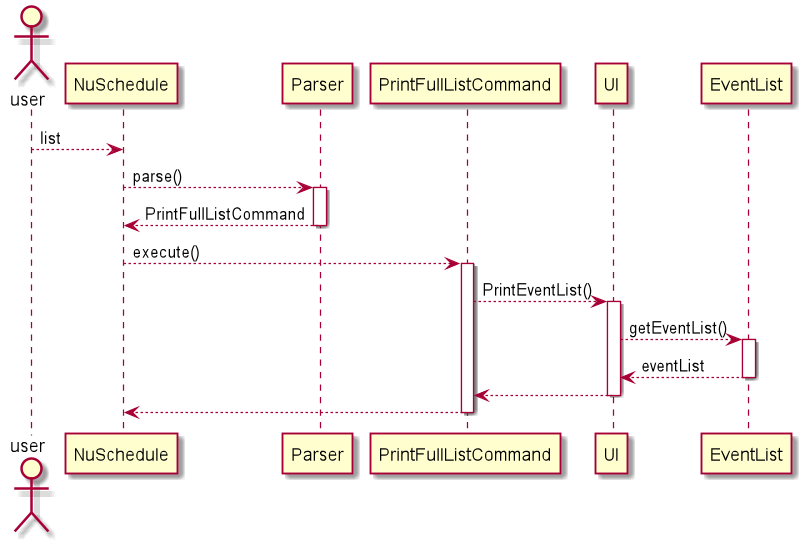 user
NuSchedule
Parser
PrintFullListCommand
UI
EventList
list
parse()
PrintFullListCommand
execute()
PrintEventList()
getEventList()
eventList
user
NuSchedule
Parser
PrintFullListCommand
UI
EventList